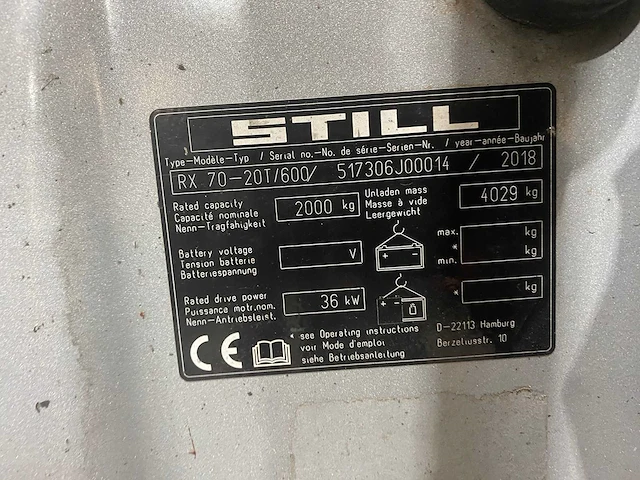 STILL
Type-Modèle-Typ / Serial no.-No. de série-Serien-Nr. / year-année-Baujahr
RX 70-20T/600/ 517306J00014 / 2018
Rated capacity
Capacité nominale
Nenn-Tragfähigkeit
2000 kg
Unladen mass
Masse à vide
Leergewicht
4029 kg
Battery voltage
Tension batterie
Batteriespannung
V
+ -
max. kg
* kg
min.
Rated drive power
Puissance mot.nom.
Nenn-Antriebsleist.
36 kW
+ -
* kg
CE
* see Operating instructions
voir Mode d'emploi
siehe Betriebsanleitung
D-22113 Hamburg
Berzeliusstr. 10